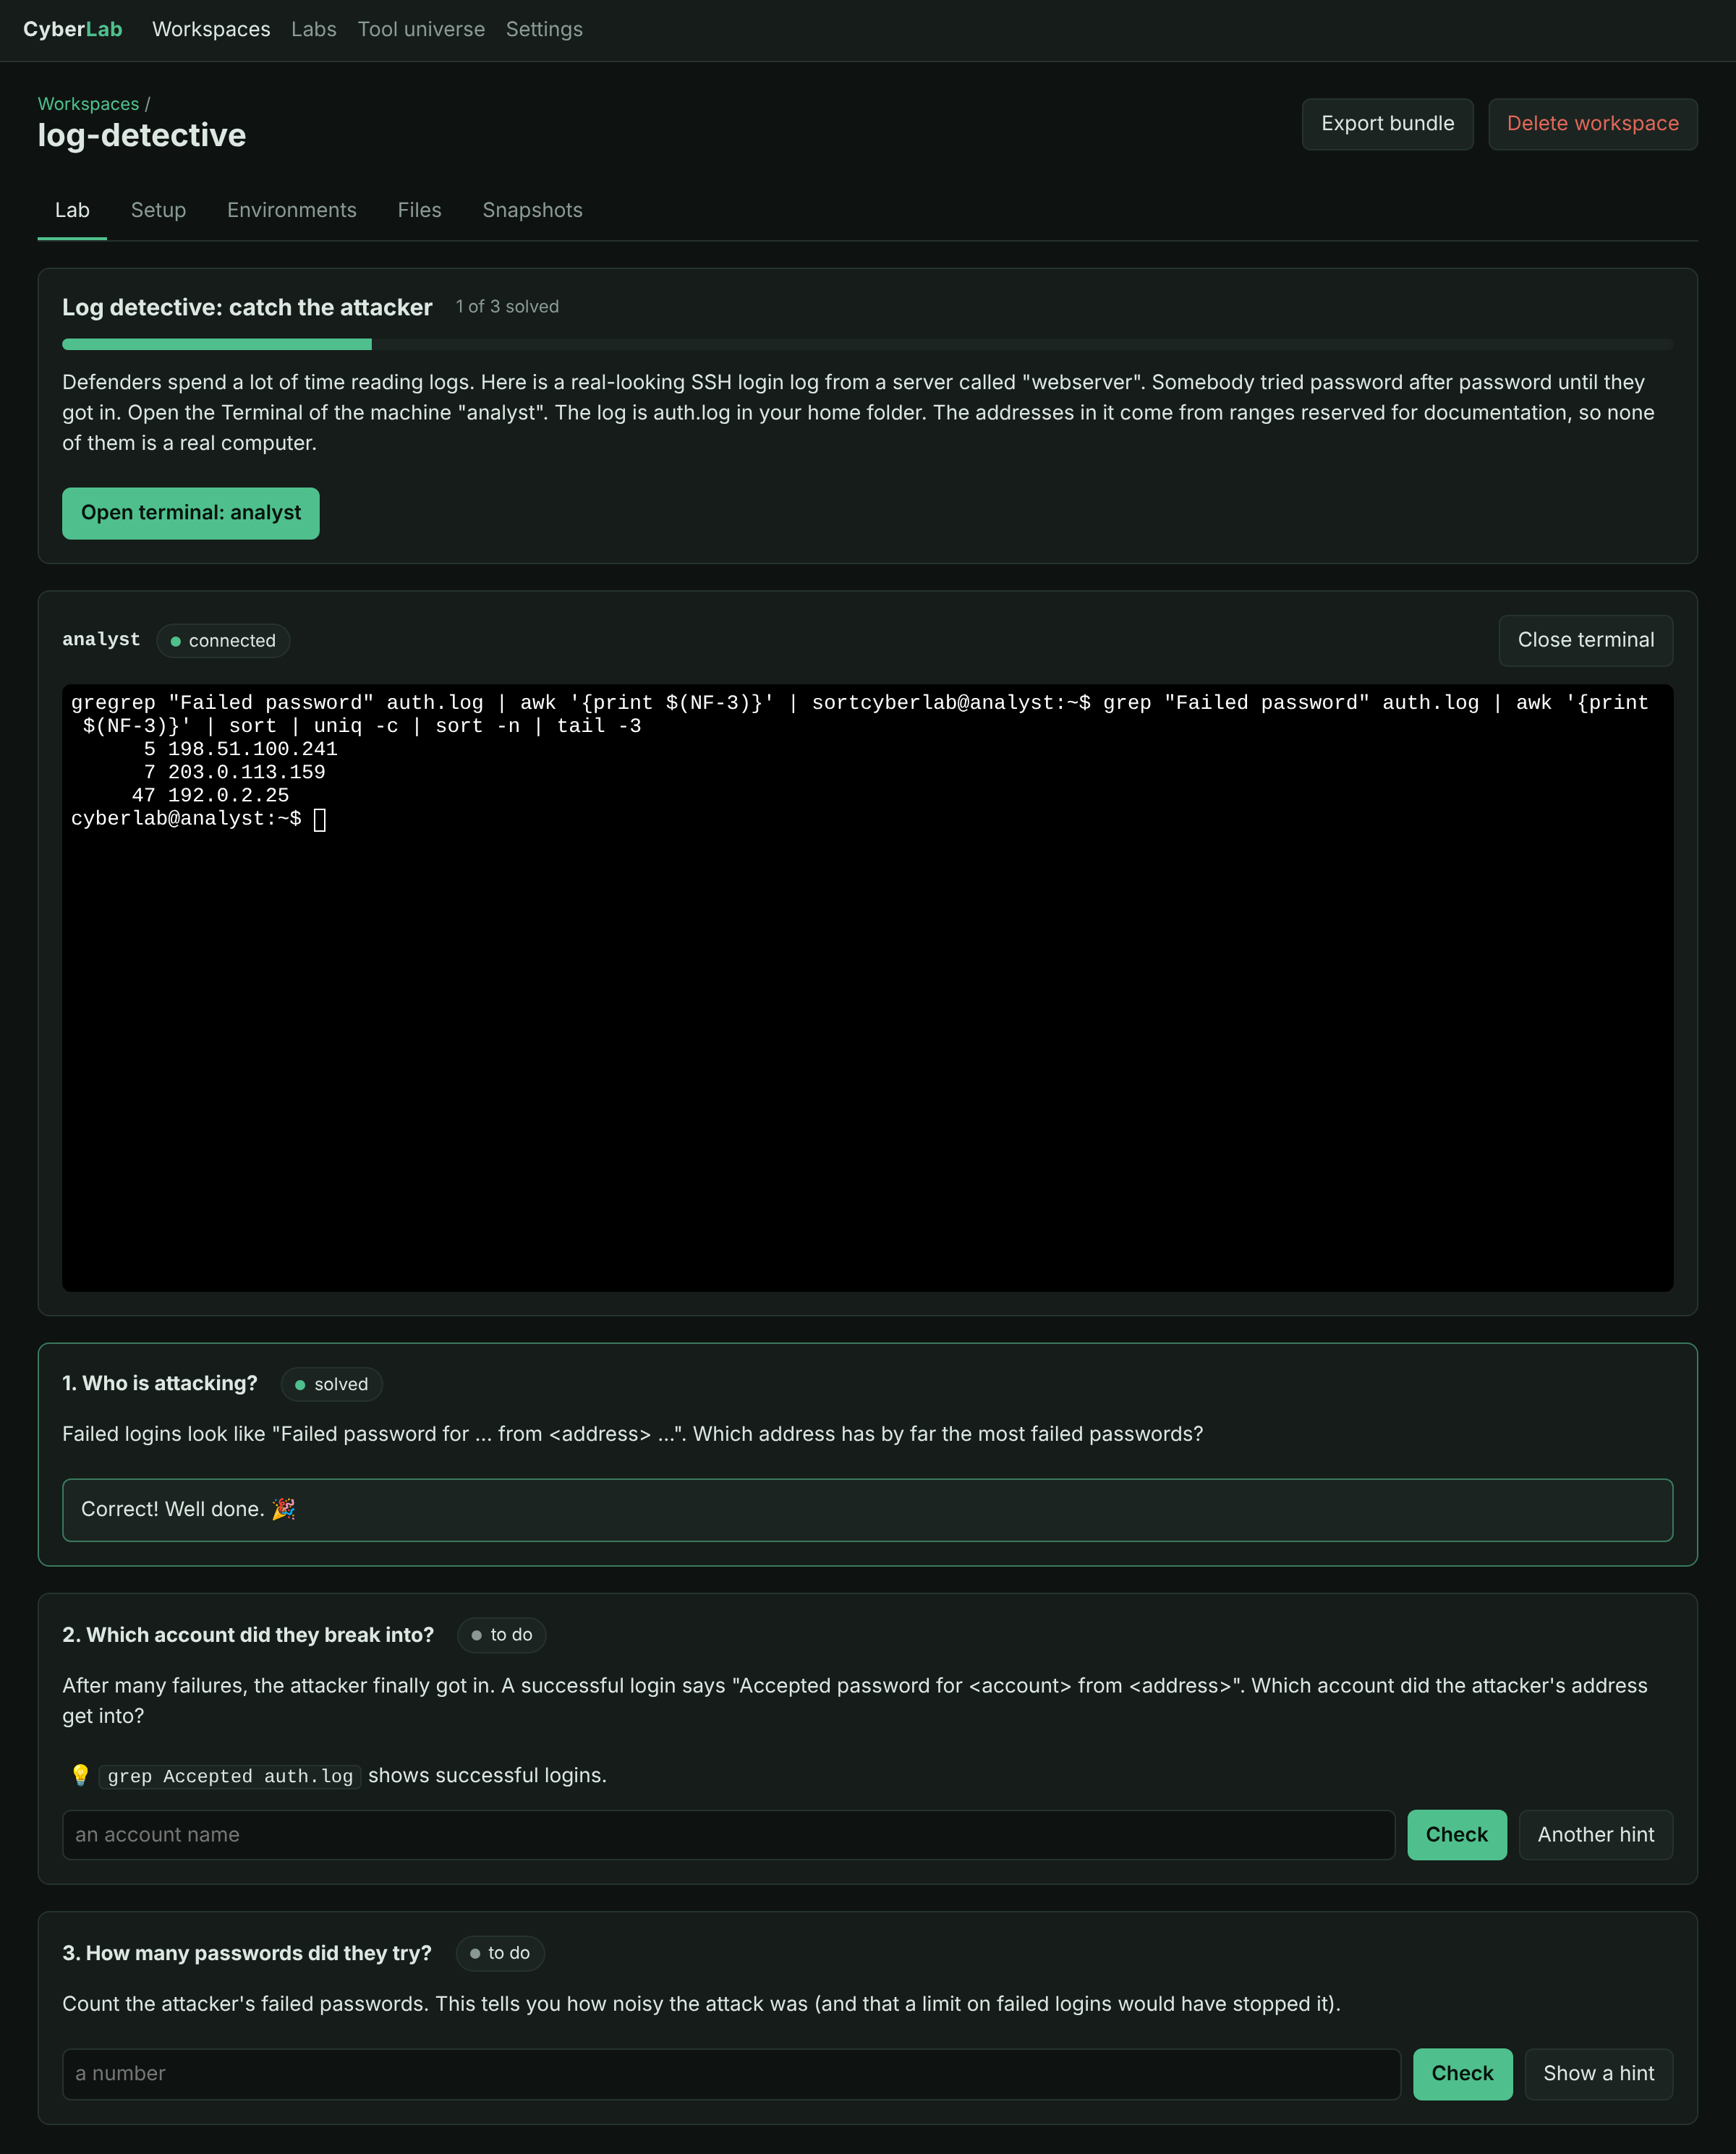 CyberLab Workspaces Labs Tool universe Settings
Workspaces /
log-detective
Export bundle
Delete workspace
Lab Setup Environments Files Snapshots
Log detective: catch the attacker 1 of 3 solved
Defenders spend a lot of time reading logs. Here is a real-looking SSH login log from a server called "webserver". Somebody tried password after password until they
got in. Open the Terminal of the machine "analyst". The log is auth.log in your home folder. The addresses in it come from ranges reserved for documentation, so none
of them is a real computer.
Open terminal: analyst
analyst connected
Close terminal
gregrep "Failed password" auth.log | awk '{print $(NF-3)}' | sortcyberlab@analyst:~$ grep "Failed password" auth.log | awk '{print
$(NF-3)}' | sort | uniq -c | sort -n | tail -3
5 198.51.100.241
7 203.0.113.159
47 192.0.2.25
cyberlab@analyst:~$
1. Who is attacking? solved
Failed logins look like "Failed password for ... from <address> ...". Which address has by far the most failed passwords?
Correct! Well done. 🎉
2. Which account did they break into? to do
After many failures, the attacker finally got in. A successful login says "Accepted password for <account> from <address>". Which account did the attacker's address
get into?
💡 grep Accepted auth.log shows successful logins.
an account name
Check
Another hint
3. How many passwords did they try? to do
Count the attacker's failed passwords. This tells you how noisy the attack was (and that a limit on failed logins would have stopped it).
a number
Check
Show a hint